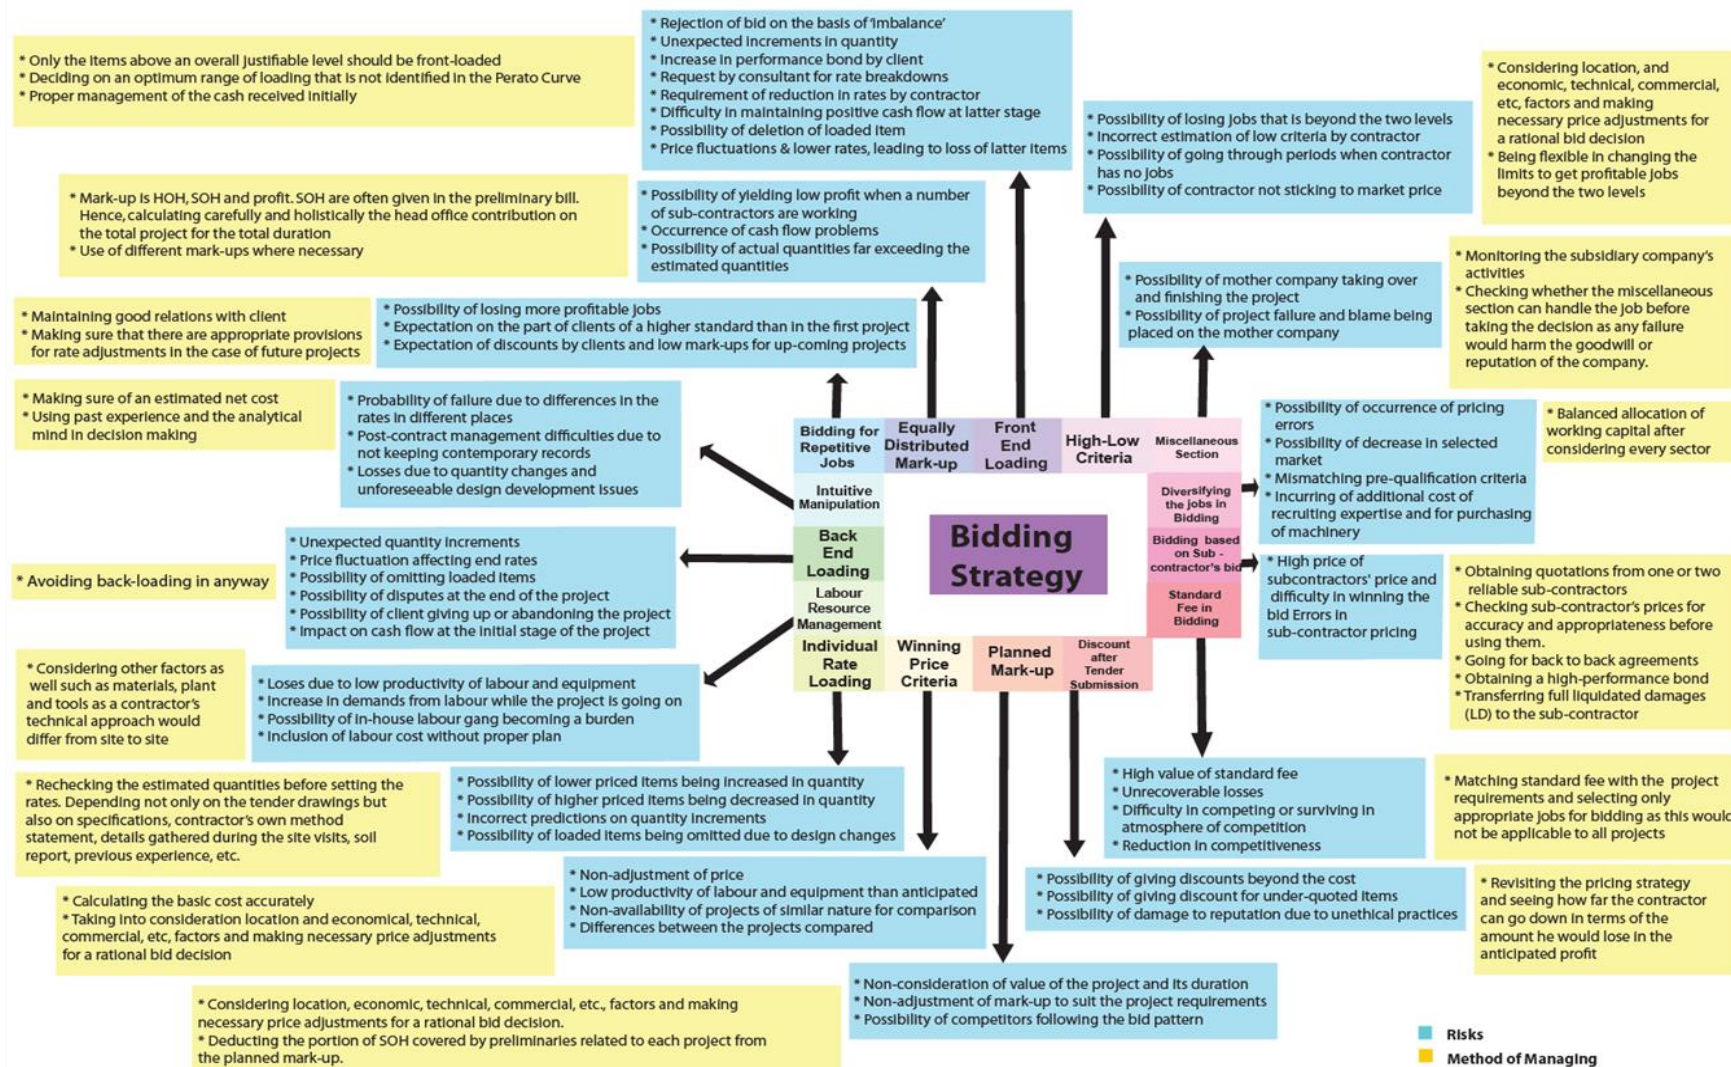 * Only the items above an overall justifiable level should be front-loaded
* Deciding on an optimum range of loading that is not identified in the Perato Curve
* Proper management of the cash received initially
* Rejection of bid on the basis of ‘imbalance’
* Unexpected increments in quantity
* Increase in performance bond by client
* Request by consultant for rate breakdowns
* Requirement of reduction in rates by contractor
* Difficulty in maintaining positive cash flow at latter stage
* Possibility of deletion of loaded item
* Price fluctuations & lower rates, leading to loss of latter items
* Possibility of losing jobs that is beyond the two levels
* Incorrect estimation of low criteria by contractor
* Possibility of going through periods when contractor
has no jobs
* Possibility of contractor not sticking to market price
* Considering location, and
economic, technical, commercial,
etc, factors and making
necessary price adjustments for
a rational bid decision
* Being flexible in changing the
limits to get profitable jobs
beyond the two levels
* Mark-up is HOH, SOH and profit. SOH are often given in the preliminary bill.
Hence, calculating carefully and holistically the head office contribution on
the total project for the total duration
* Use of different mark-ups where necessary
* Possibility of yielding low profit when a number
of sub-contractors are working
* Occurrence of cash flow problems
* Possibility of actual quantities far exceeding the
estimated quantities
* Possibility of mother company taking over
and finishing the project
* Possibility of project failure and blame being
placed on the mother company
* Monitoring the subsidiary company’s
activities
* Checking whether the miscellaneous
section can handle the job before
taking the decision as any failure
would harm the goodwill or
reputation of the company.
* Maintaining good relations with client
* Making sure that there are appropriate provisions
for rate adjustments in the case of future projects
* Possibility of losing more profitable jobs
* Expectation on the part of clients of a higher standard than in the first project
* Expectation of discounts by clients and low mark-ups for up-coming projects
* Making sure of an estimated net cost
* Using past experience and the analytical
mind in decision making
* Probability of failure due to differences in the
rates in different places
* Post-contract management difficulties due to
not keeping contemporary records
* Losses due to quantity changes and
unforeseeable design development issues
Bidding for
Repetitive
Jobs
Equally
Distributed
Mark-up
Front
End
Loading
High-Low
Criteria
Miscellaneous
Section
* Possibility of occurrence of pricing
errors
* Possibility of decrease in selected
market
* Mismatching pre-qualification criteria
* Incurring of additional cost of
recruiting expertise and for purchasing
of machinery
* Balanced allocation of
working capital after
considering every sector
Intuitive
Manipulation
Diversifying
the jobs in
Bidding
Bidding
Strategy
* Avoiding back-loading in anyway
* Unexpected quantity increments
* Price fluctuation affecting end rates
* Possibility of omitting loaded items
* Possibility of disputes at the end of the project
* Possibility of client giving up or abandoning the project
* Impact on cash flow at the initial stage of the project
Back
End
Loading
Bidding based
on Sub -
contractor’s bid
* High price of
subcontractors’ price and
difficulty in winning the
bid Errors in
sub-contractor pricing
* Obtaining quotations from one or two
reliable sub-contractors
* Checking sub-contractor’s prices for
accuracy and appropriateness before
using them.
* Going for back to back agreements
* Obtaining a high-performance bond
* Transferring full liquidated damages
(LD) to the sub-contractor
Labour
Resource
Management
Standard
Fee in
Bidding
Individual
Rate
Loading
Winning
Price
Criteria
Planned
Mark-up
Discount
after
Tender
Submission
* Considering other factors as
well such as materials, plant
and tools as a contractor’s
technical approach would
differ from site to site
* Loses due to low productivity of labour and equipment
* Increase in demands from labour while the project is going on
* Possibility of in-house labour gang becoming a burden
* Inclusion of labour cost without proper plan
* Rechecking the estimated quantities before setting the
rates. Depending not only on the tender drawings but
also on specifications, contractor’s own method
statement, details gathered during the site visits, soil
report, previous experience, etc.
* Possibility of lower priced items being increased in quantity
* Possibility of higher priced items being decreased in quantity
* Incorrect predictions on quantity increments
* Possibility of loaded items being omitted due to design changes
* High value of standard fee
* Unrecoverable losses
* Difficulty in competing or surviving in
atmosphere of competition
* Reduction in competitiveness
* Matching standard fee with the project
requirements and selecting only
appropriate jobs for bidding as this would
not be applicable to all projects
* Calculating the basic cost accurately
* Taking into consideration location and economical, technical,
commercial, etc, factors and making necessary price adjustments
for a rational bid decision
* Non-adjustment of price
* Low productivity of labour and equipment than anticipated
* Non-availability of projects of similar nature for comparison
* Differences between the projects compared
* Possibility of giving discounts beyond the cost
* Possibility of giving discount for under-quoted items
* Possibility of damage to reputation due to unethical practices
* Revisiting the pricing strategy
and seeing how far the contractor
can go down in terms of the
amount he would lose in the
anticipated profit
* Considering location, economic, technical, commercial, etc., factors and making
necessary price adjustments for a rational bid decision.
* Deducting the portion of SOH covered by preliminaries related to each project from
the planned mark-up.
* Non-consideration of value of the project and its duration
* Non-adjustment of mark-up to suit the project requirements
* Possibility of competitors following the bid pattern
Risks
Method of Managing